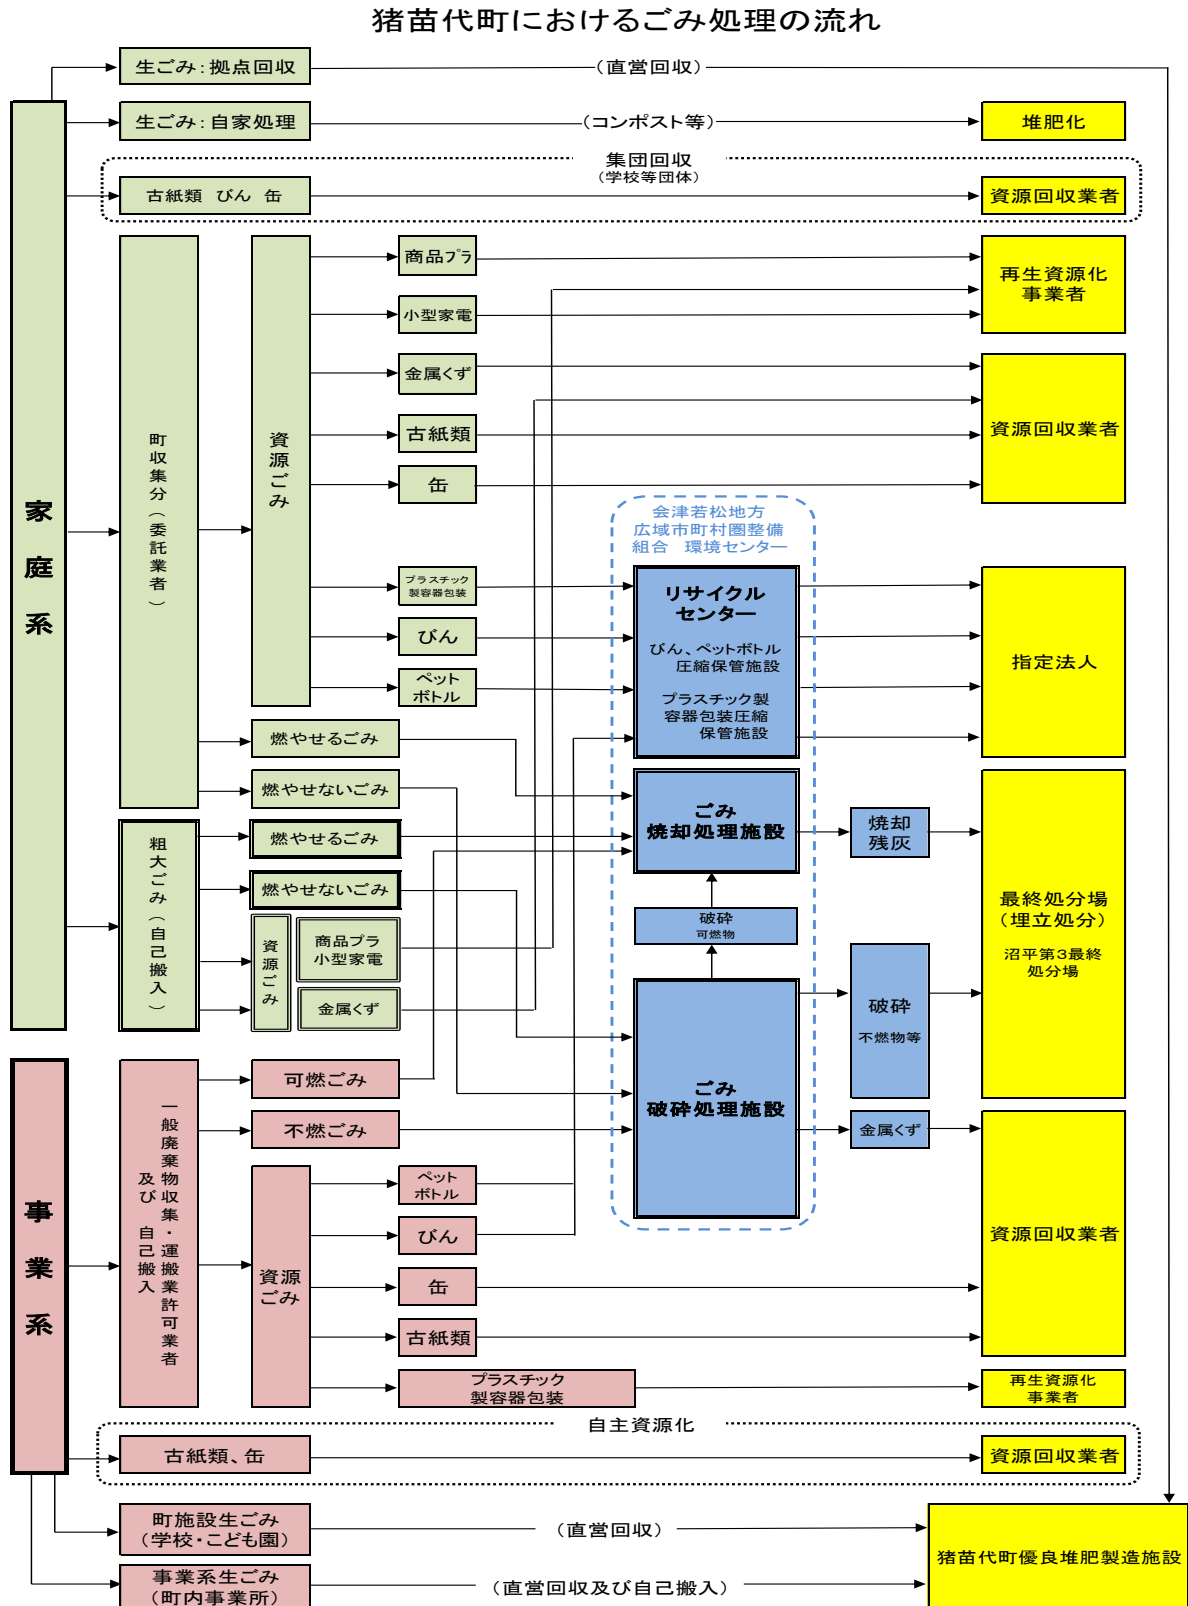 猪苗代町におけるごみ処理の流れ
生ごみ：拠点回収
（直営回収）
生ごみ：自家処理
（コンポスト等）
堆肥化
集団回収
（学校等団体）
古紙類　びん　缶
資源回収業者
家庭系
町収集分（委託業者）
資源ごみ
商品プラ
小型家電
再生資源化
事業者
金属くず
古紙類
缶
資源回収業者
会津若松地方
広域市町村圏整備
組合　環境センター
プラスチック
製容器包装
びん
ペット
ボトル
リサイクル
センター
びん、ペットボトル
圧縮保管施設
プラスチック製
容器包装圧縮
保管施設
指定法人
燃やせるごみ
燃やせないごみ
粗大ごみ（自己搬入）
燃やせるごみ
燃やせないごみ
資源ごみ
商品プラ
小型家電
金属くず
ごみ
焼却処理施設
焼却
残灰
破砕
可燃物
最終処分場
（埋立処分）
沼平第3最終
処分場
破砕
不燃物等
ごみ
破砕処理施設
金属くず
事業系
一般廃棄物収集・運搬業許可業者
及び　自己搬入
可燃ごみ
不燃ごみ
資源
ごみ
ペット
ボトル
びん
缶
古紙類
資源回収業者
プラスチック
製容器包装
再生資源化
事業者
自主資源化
古紙類、缶
資源回収業者
町施設生ごみ
（学校・こども園）
（直営回収）
事業系生ごみ
（町内事業所）
（直営回収及び自己搬入）
猪苗代町優良堆肥製造施設